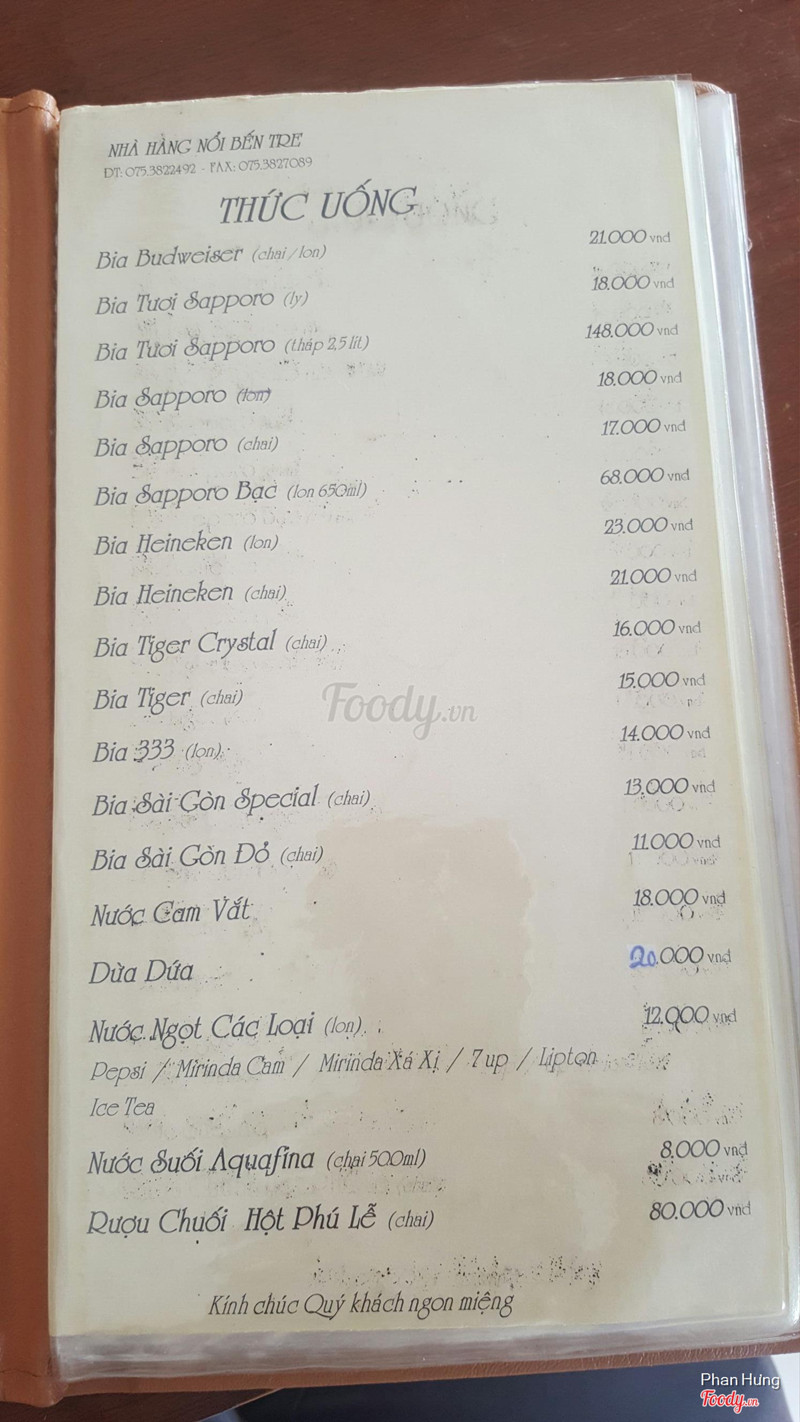 NHÀ HÀNG NỔI BẾN TRE
ĐT: 075.3822492 - FAX: 075.3827089
THỨC UỐNG
Bia Budweiser (chai / lon) 21.000 vnd
Bia Tươi Sapporo (ly) 18.000 vnd
Bia Tươi Sapporo (tháp 2,5 lít) 148.000 vnd
Bia Sapporo (lon) 18.000 vnd
Bia Sapporo (chai) 17.000 vnd
Bia Sapporo Bạc (lon 650ml) 68.000 vnd
Bia Heineken (lon) 23.000 vnd
Bia Heineken (chai) 21.000 vnd
Bia Tiger Crystal (chai) 16.000 vnd
Bia Tiger (chai) 15.000 vnd
Foody.vn
Bia 333 (lon) 14.000 vnd
Bia Sài Gòn Special (chai) 13.000 vnd
Bia Sài Gòn Đỏ (chai) 11.000 vnd
Nước Cam Vắt 18.000 vnd
Dừa Dứa 20.000 vnd
Nước Ngọt Các Loại (lon) 12.000 vnd
Pepsi / Mirinda Cam / Mirinda Xá Xị / 7up / Lipton
Ice Tea
Nước Suối Aquafina (chai 500ml) 8.000 vnd
Rượu Chuối Hột Phú Lễ (chai) 80.000 vnd
Kính chúc Quý khách ngon miệng
Phan Hưng
Foody.vn